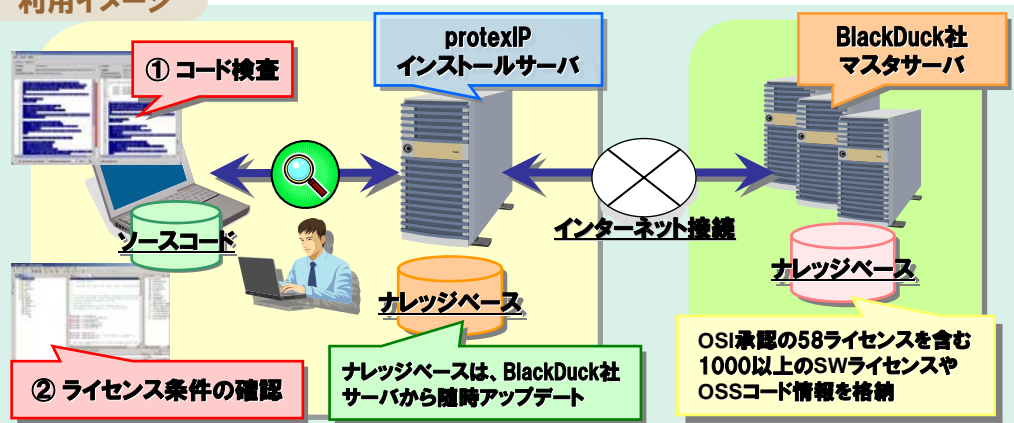 利用イメージ
① コード検査
protexIP
インストールサーバ
BlackDuck社
マスタサーバ
ソースコード
インターネット接続
ナレッジベース
ナレッジベース
② ライセンス条件の確認
ナレッジベースは、BlackDuck社
サーバから随時アップデート
OSI承認の58ライセンスを含む
1000以上のSWライセンスや
OSSコード情報を格納